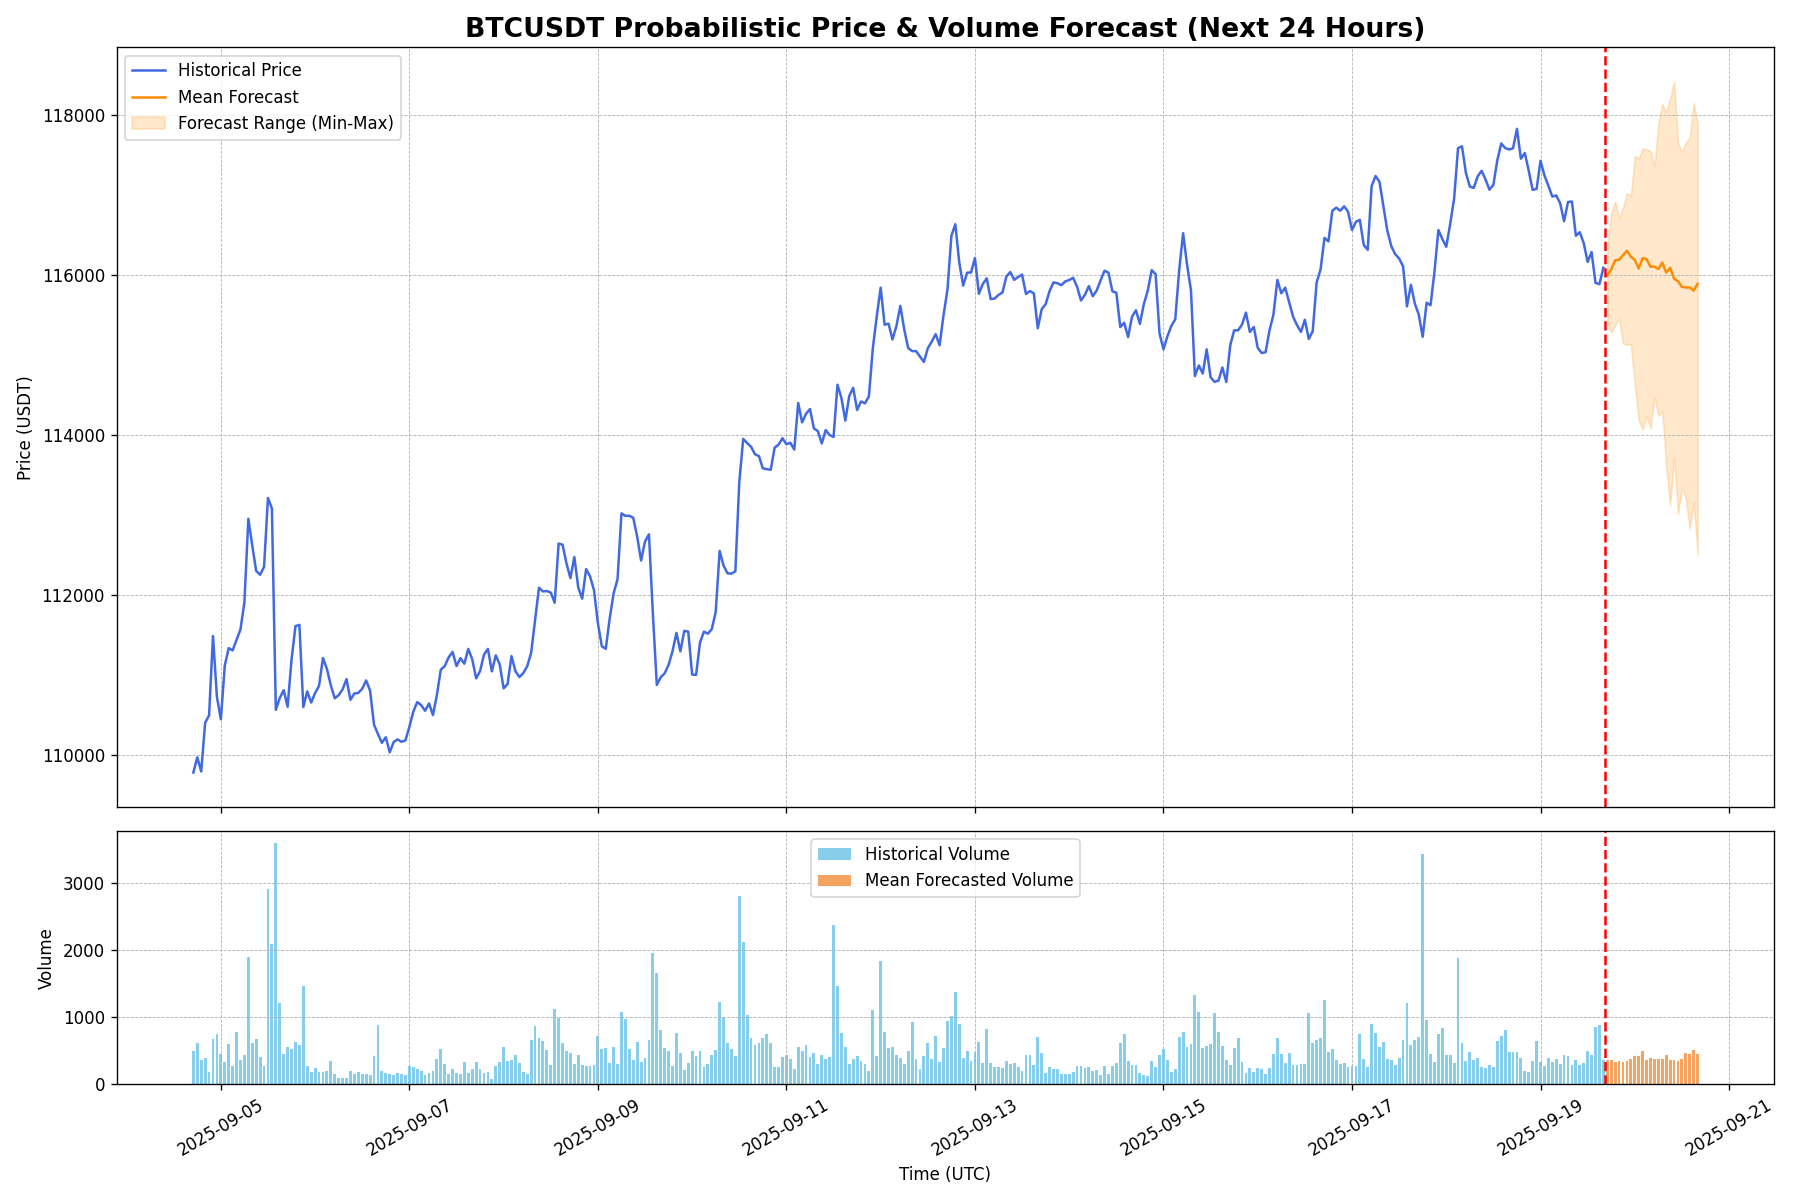 BTCUSDT Probabilistic Price & Volume Forecast (Next 24 Hours)
Historical Price
Mean Forecast
Forecast Range (Min-Max)
118000
116000
114000
112000
110000
Price (USDT)
Historical Volume
Mean Forecasted Volume
3000
2000
1000
0
Volume
2025-09-05
2025-09-07
2025-09-09
2025-09-11
2025-09-13
2025-09-15
2025-09-17
2025-09-19
2025-09-21
Time (UTC)